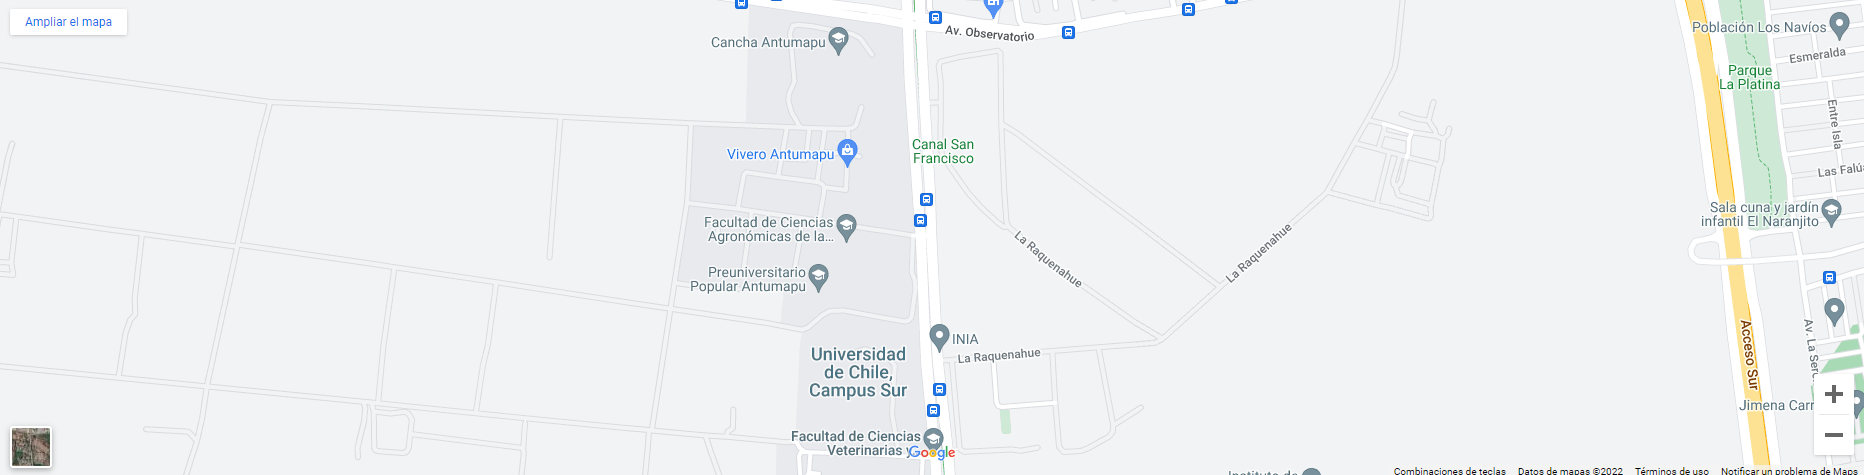 Ampliar el mapa
Cancha Antumapu
Av. Observatorio
Población Los Navíos
Esmeralda
Parque
La Platina
Entre Isla
Vivero Antumapu
Canal San
Francisco
Las
Facultad de Ciencias
Agronómicas de la...
Sala cuna y jardín
infantil El Naranjito
La Raquenahue
La Raquenahue
Preuniversitario
Popular Antumapu
INIA
La Raquenahue
Universidad
de Chile,
Campus Sur
Acceso Sur
Av. La
Jimena
Facultad de Ciencias
Veterinarias y
Google
Combinaciones de teclas
Datos de mapas ©2022
Términos de uso
Notificar un problema de Maps